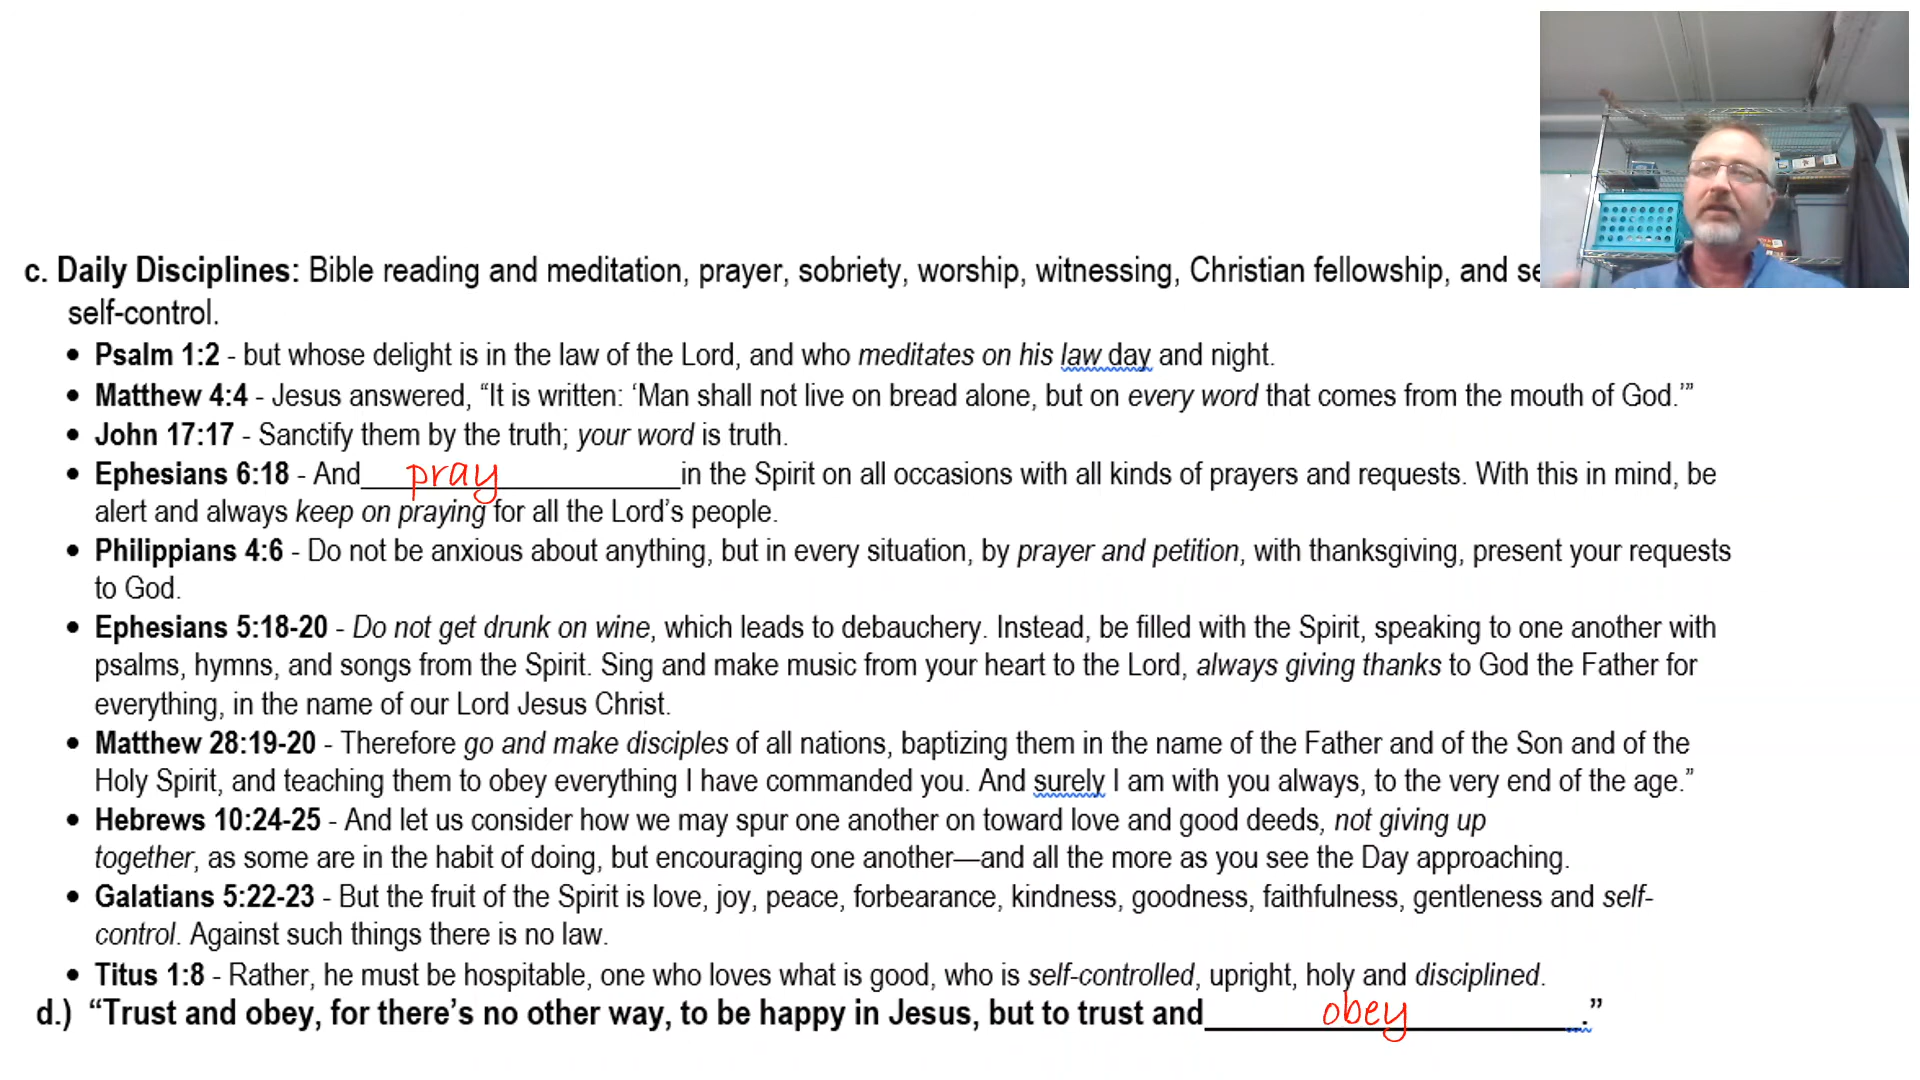 c. Daily Disciplines: Bible reading and meditation, prayer, sobriety, worship, witnessing, Christian fellowship, and
self-control.
• Psalm 1:2 - but whose delight is in the law of the Lord, and who meditates on his law day and night.
• Matthew 4:4 - Jesus answered, “It is written: ‘Man shall not live on bread alone, but on every word that comes from the mouth of God.’”
• John 17:17 - Sanctify them by the truth; your word is truth.
• Ephesians 6:18 - And pray in the Spirit on all occasions with all kinds of prayers and requests. With this in mind, be
alert and always keep on praying for all the Lord’s people.
• Philippians 4:6 - Do not be anxious about anything, but in every situation, by prayer and petition, with thanksgiving, present your requests
to God.
• Ephesians 5:18-20 - Do not get drunk on wine, which leads to debauchery. Instead, be filled with the Spirit, speaking to one another with
psalms, hymns, and songs from the Spirit. Sing and make music from your heart to the Lord, always giving thanks to God the Father for
everything, in the name of our Lord Jesus Christ.
• Matthew 28:19-20 - Therefore go and make disciples of all nations, baptizing them in the name of the Father and of the Son and of the
Holy Spirit, and teaching them to obey everything I have commanded you. And surely I am with you always, to the very end of the age.”
• Hebrews 10:24-25 - And let us consider how we may spur one another on toward love and good deeds, not giving up
together, as some are in the habit of doing, but encouraging one another—and all the more as you see the Day approaching.
• Galatians 5:22-23 - But the fruit of the Spirit is love, joy, peace, forbearance, kindness, goodness, faithfulness, gentleness and self-
control. Against such things there is no law.
• Titus 1:8 - Rather, he must be hospitable, one who loves what is good, who is self-controlled, upright, holy and disciplined.
d.) “Trust and obey, for there’s no other way, to be happy in Jesus, but to trust and obey.”